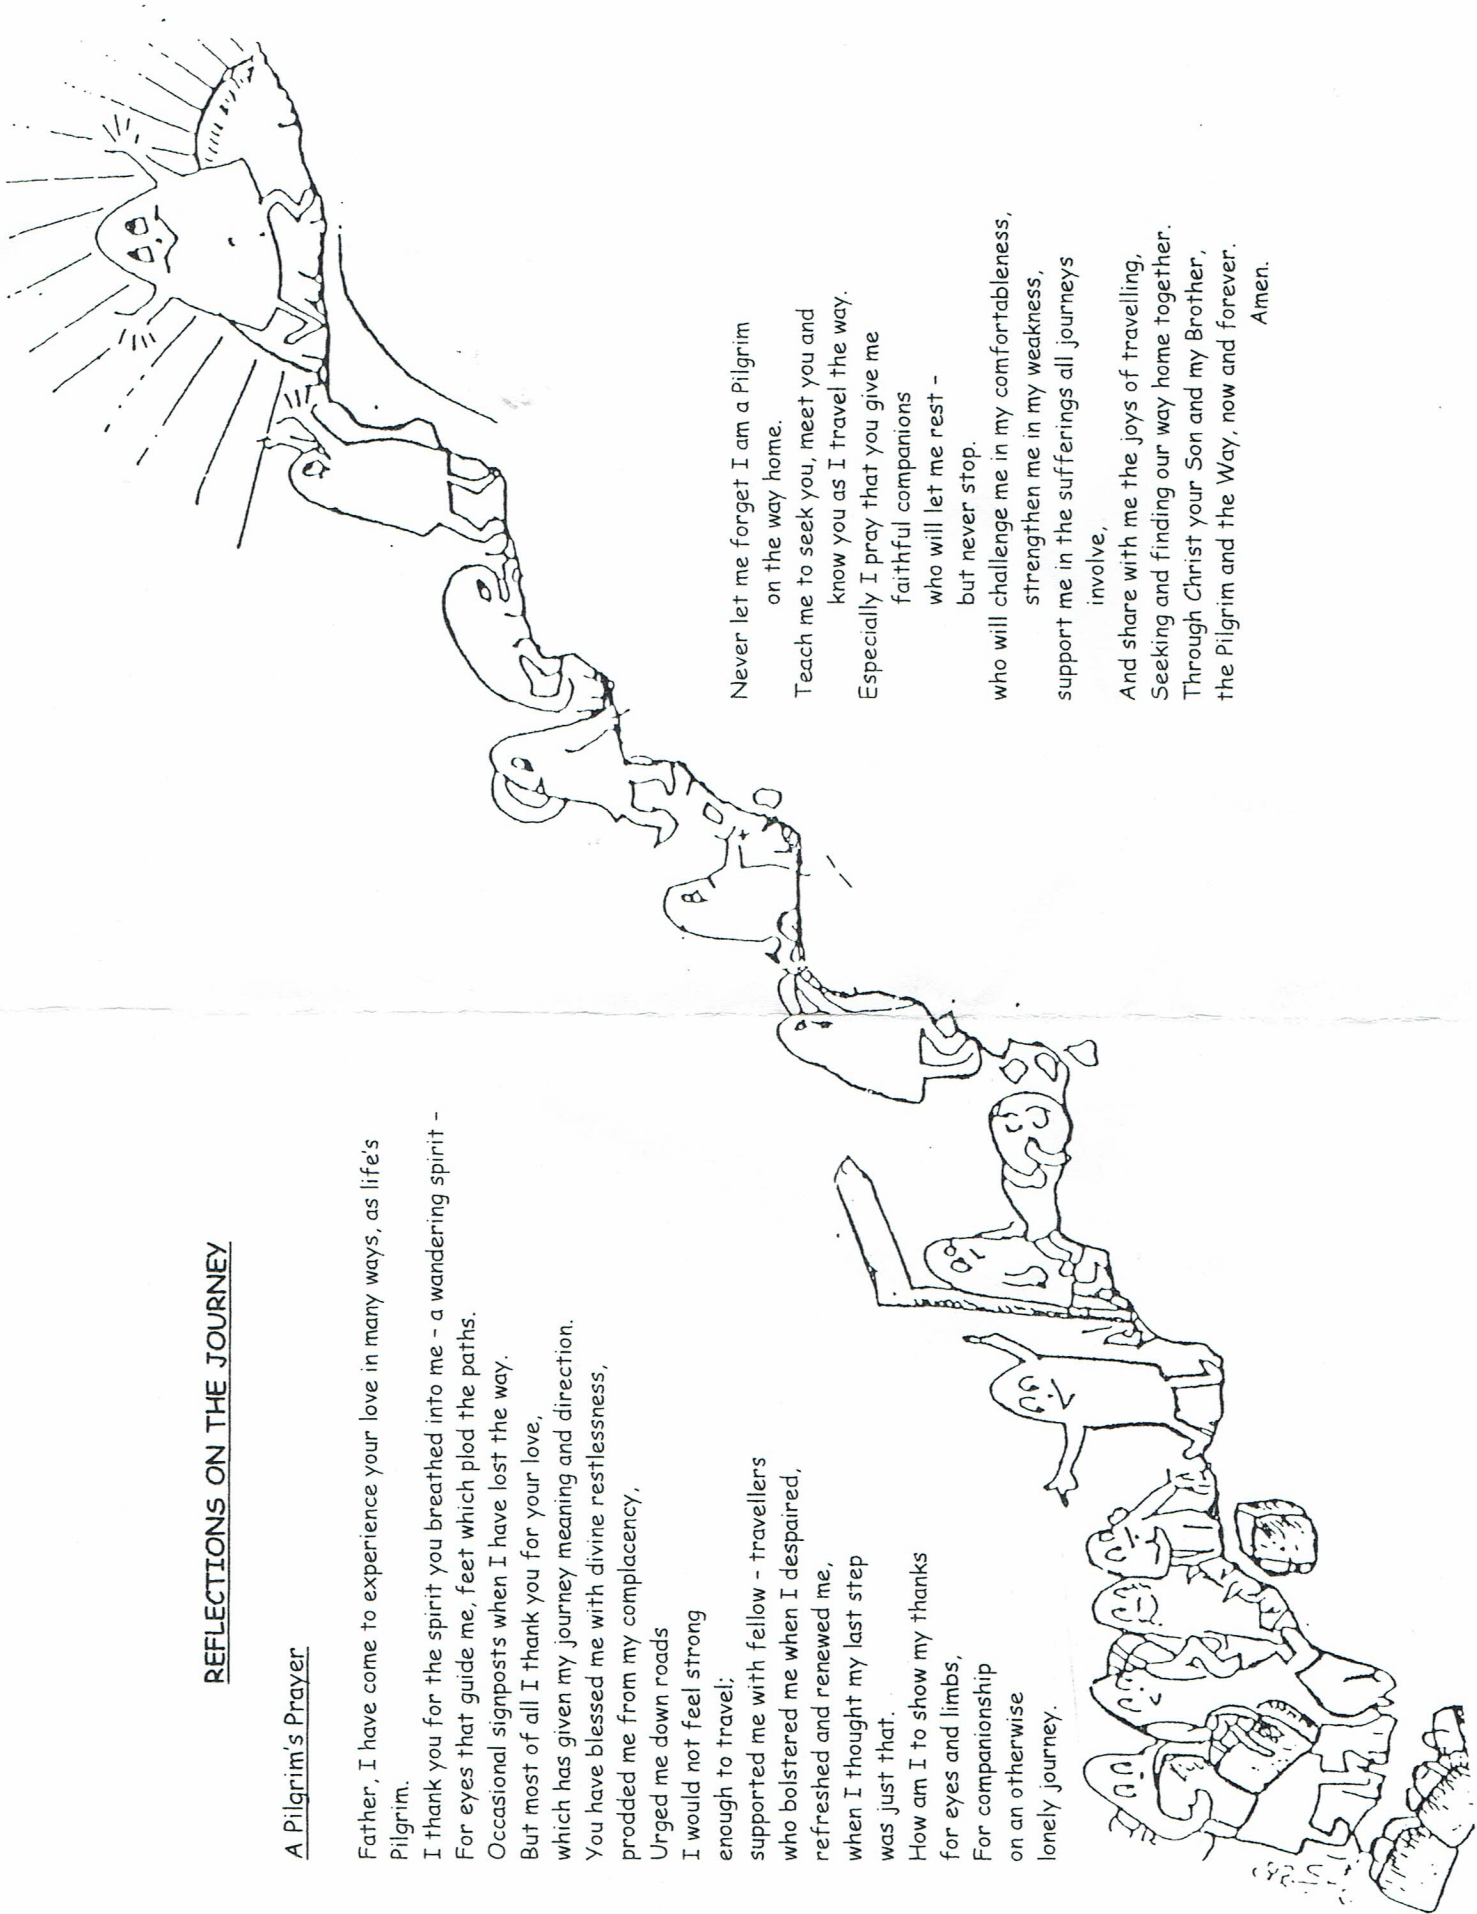 REFLECTIONS ON THE JOURNEY
A Pilgrim's Prayer
Father, I have come to experience your love in many ways, as life's
Pilgrim.
I thank you for the spirit you breathed into me - a wandering spirit -
For eyes that guide me, feet which plod the paths.
Occasional signposts when I have lost the way.
But most of all I thank you for your love,
which has given my journey meaning and direction.
You have blessed me with divine restlessness,
prodded me from my complacency,
Urged me down roads
I would not feel strong
enough to travel;
supported me with fellow - travellers
who bolstered me when I despaired,
refreshed and renewed me,
when I thought my last step
was just that.
How am I to show my thanks
for eyes and limbs,
For companionship
on an otherwise
lonely journey.
Never let me forget I am a Pilgrim
on the way home.
Teach me to seek you, meet you and
know you as I travel the way.
Especially I pray that you give me
faithful companions
who will let me rest -
but never stop.
who will challenge me in my comfortableness,
strengthen me in my weakness,
support me in the sufferings all journeys
involve,
And share with me the joys of travelling,
Seeking and finding our way home together.
Through Christ your Son and my Brother,
the Pilgrim and the Way, now and forever.
Amen.